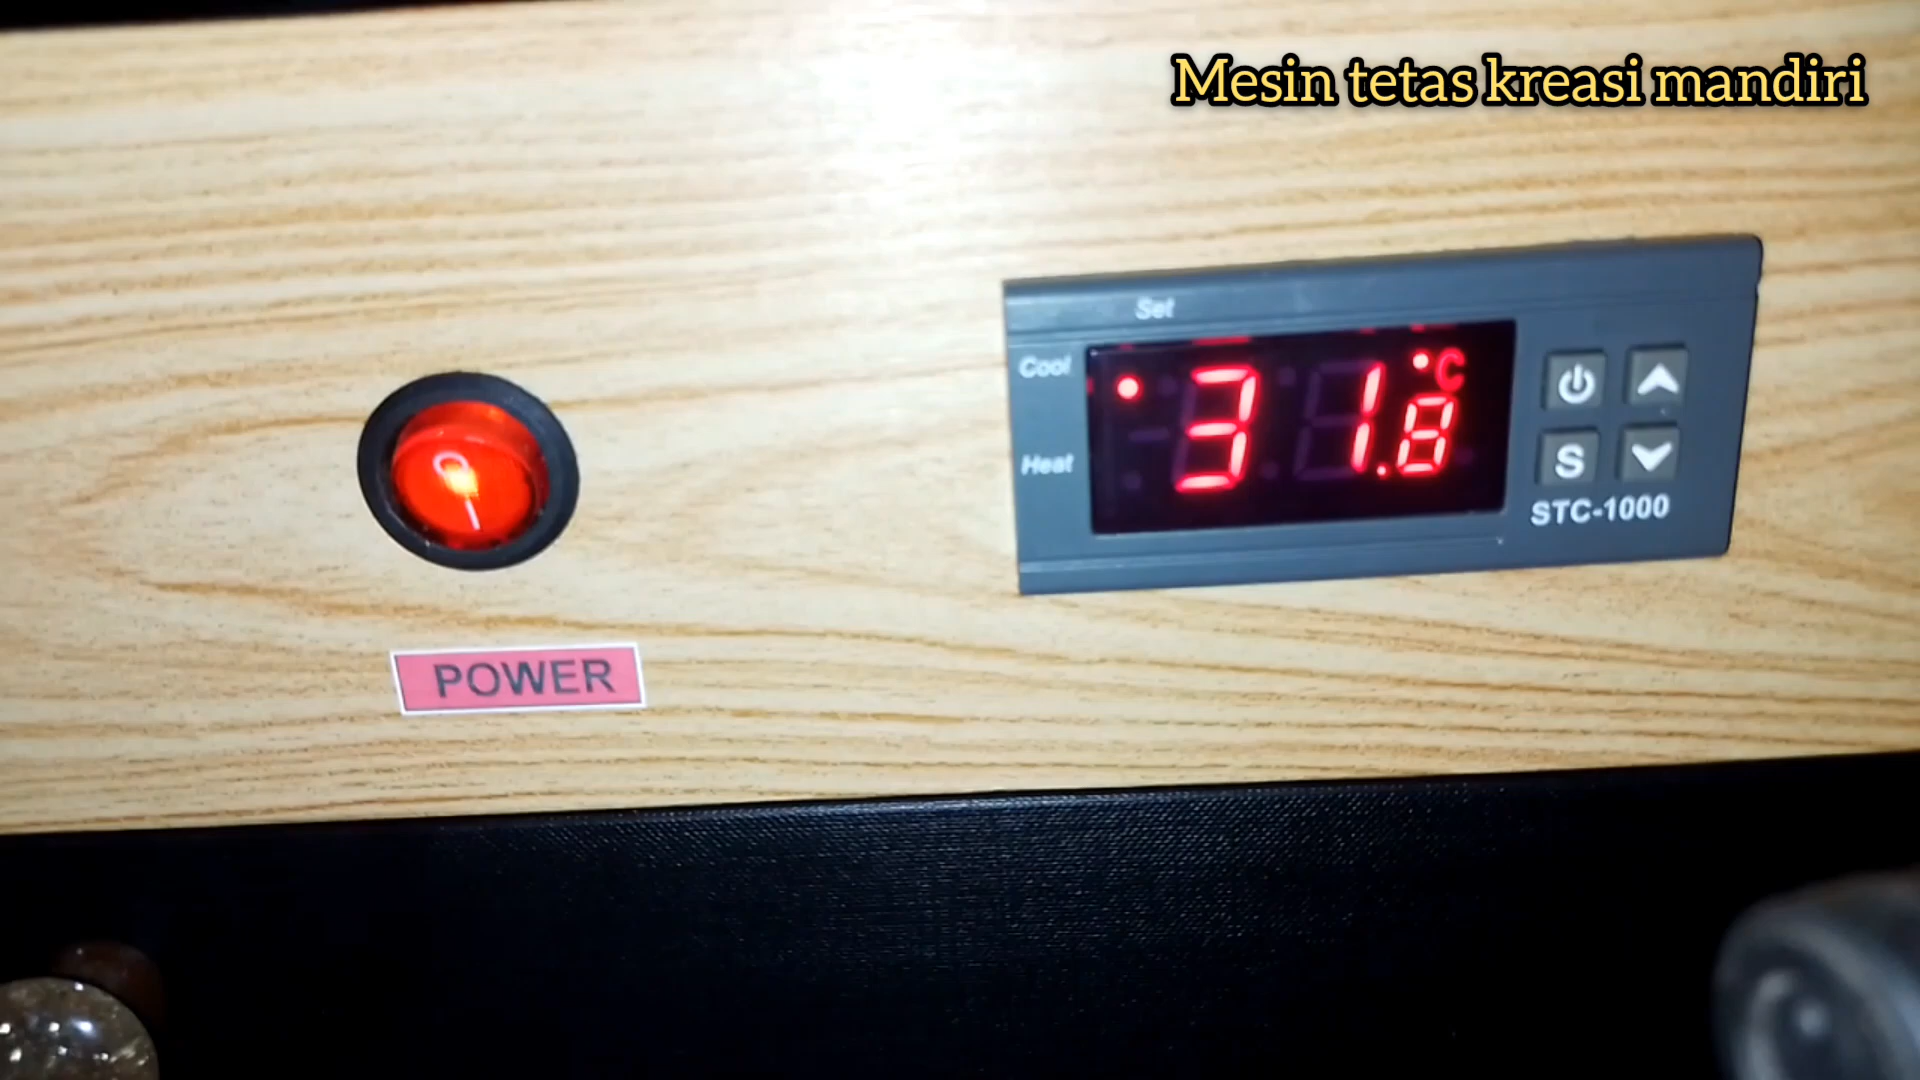 Mesin tetas kreasi mandiri
Set
Cool
Heat
31.8 °C
S
STC-1000
POWER